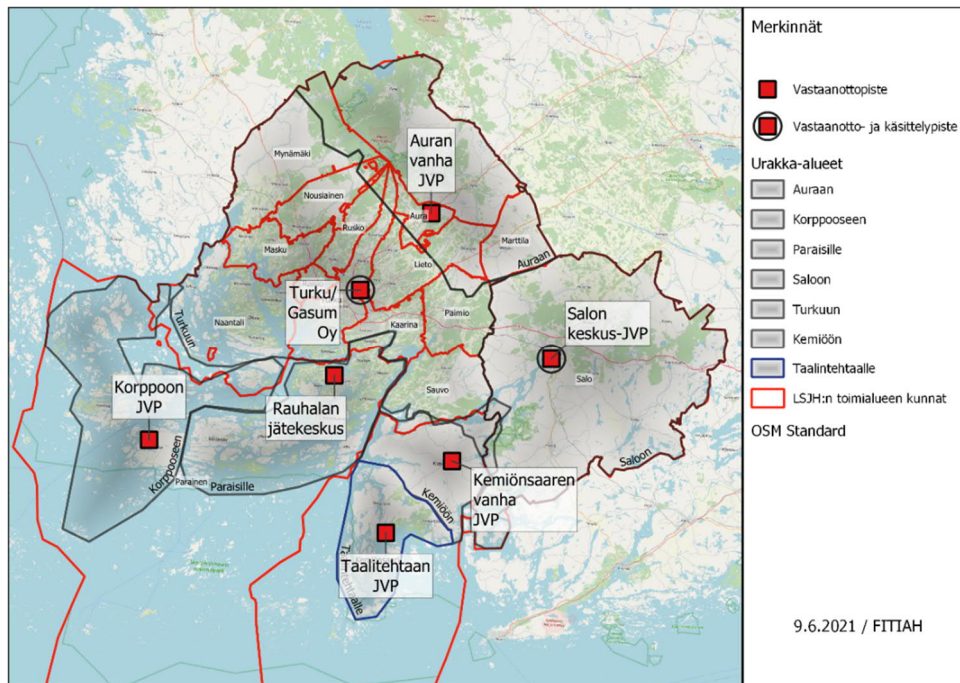 Mynämäki
Auran
vanha
JVP
Nousiainen
Aura
Rusko
Masku
Marttila
Lieto
Auraan
Turku/
Gasum
Oy
Paimio
Salon
keskus-JVP
Turkuun
Naantali
Kaarina
Korppoon
JVP
Salo
Sauvo
Rauhalan
jätekeskus
Korppooseen
Saloon
Parainen
Paraisille
Kemiönsaaren
vanha
JVP
Kemiöön
Taalitehtaan
JVP
Merkinnät
Vastaanottopiste
Vastaanotto- ja käsittelypiste
Urakka-alueet
Auraan
Korppooseen
Paraisille
Saloon
Turkuun
Kemiöön
Taalintehtaalle
LSJH:n toimialueen kunnat
OSM Standard
9.6.2021 / FITIAH